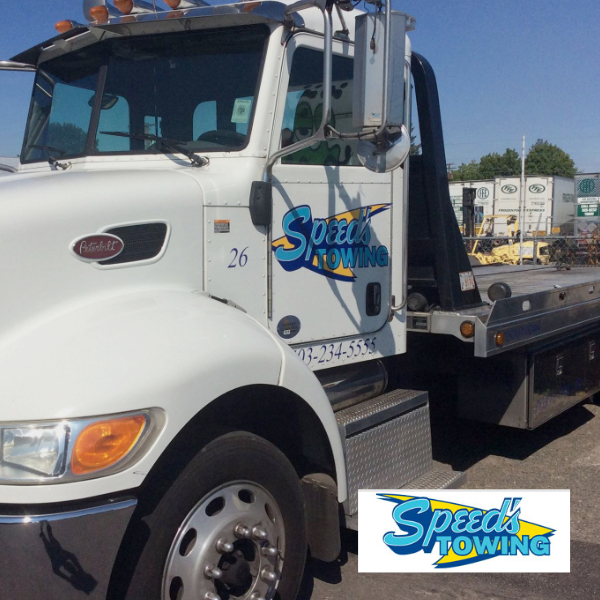 Peterbilt
26
Speed's
TOWING
03-234-5555
Speed's
TOWING